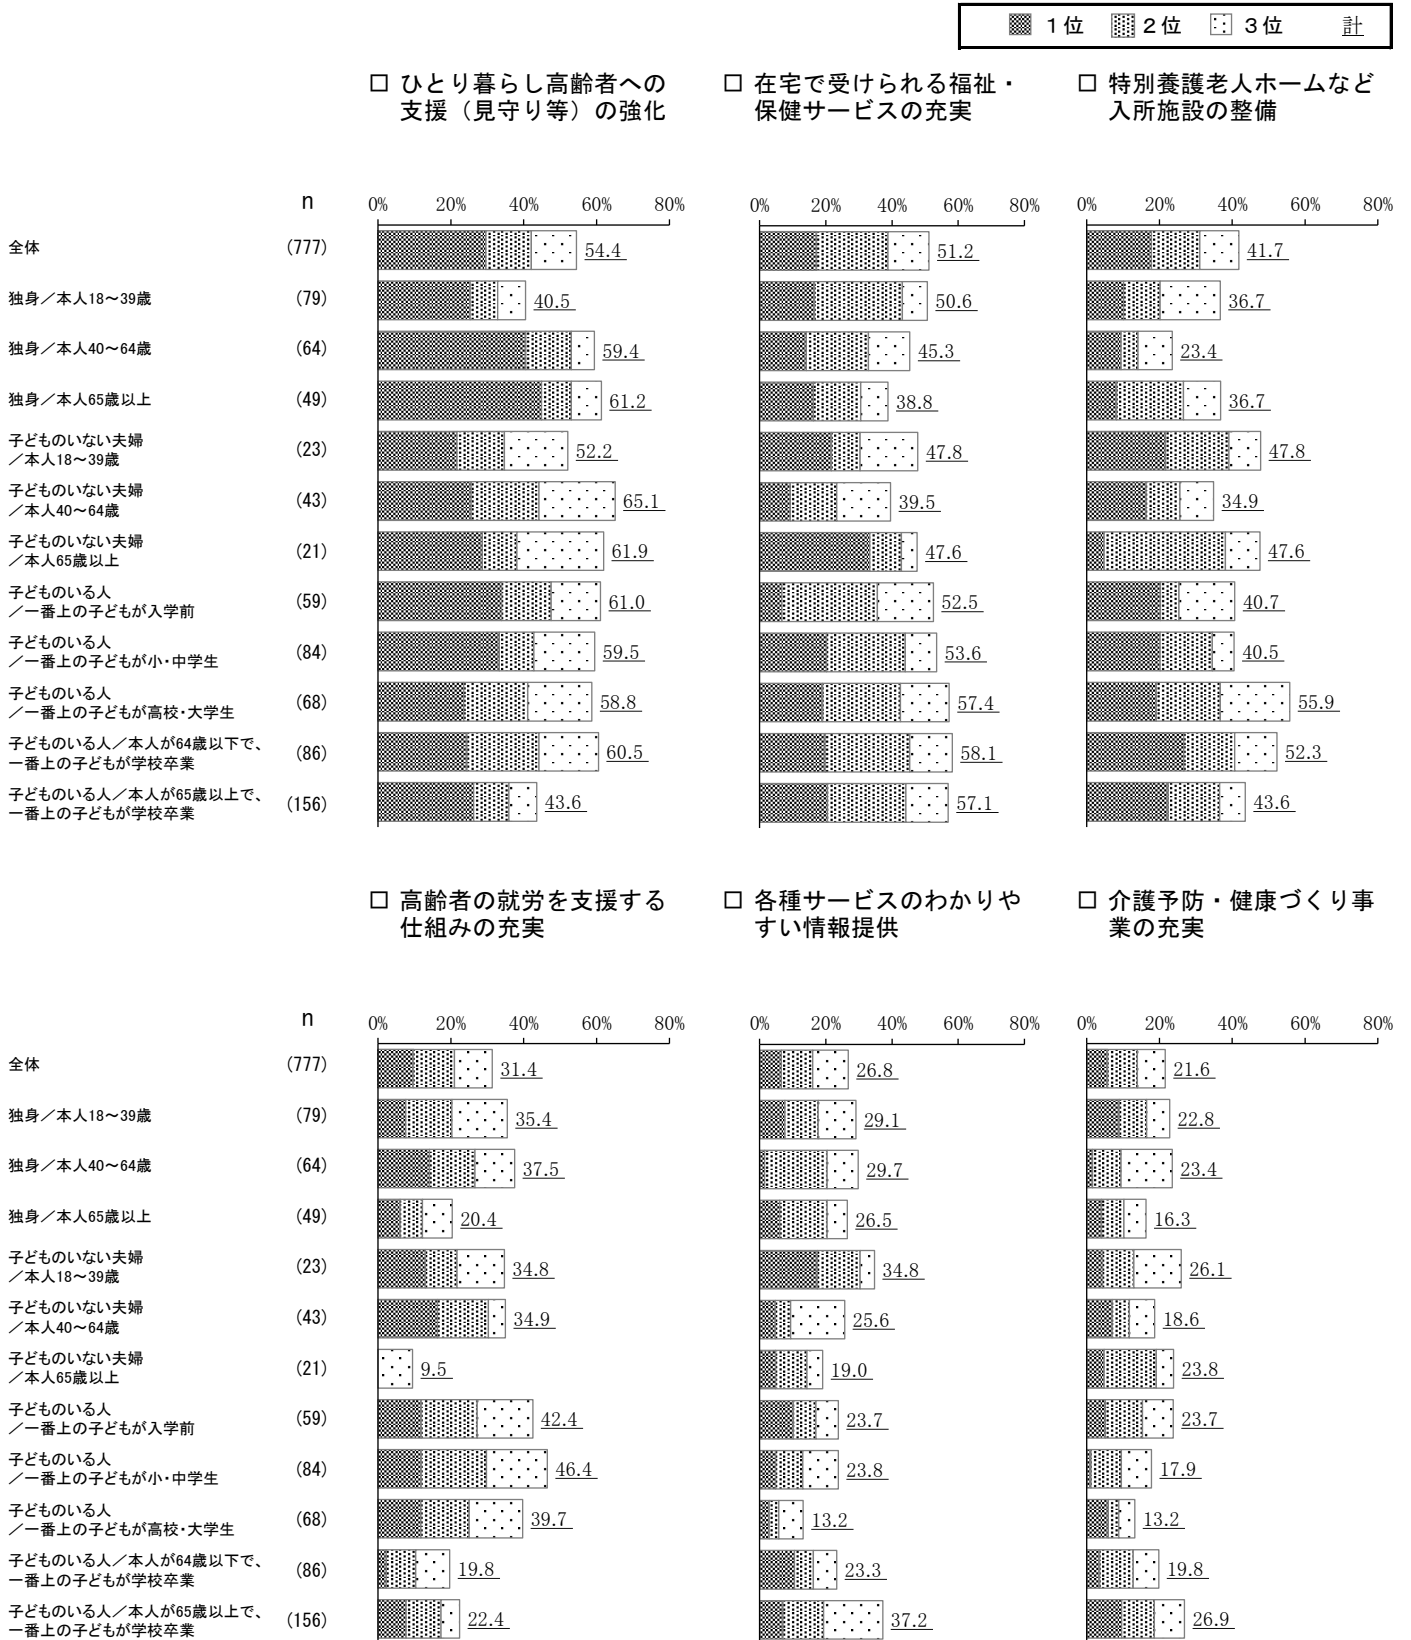 1位 2位 3位 計
□ ひとり暮らし高齢者への
支援（見守り等）の強化
□ 在宅で受けられる福祉・
保健サービスの充実
□ 特別養護老人ホームなど
入所施設の整備
n 0% 20% 40% 60% 80% 0% 20% 40% 60% 80% 0% 20% 40% 60% 80%
全体 (777) 54.4 51.2 41.7
独身／本人18～39歳 (79) 40.5 50.6 36.7
独身／本人40～64歳 (64) 59.4 45.3 23.4
独身／本人65歳以上 (49) 61.2 38.8 36.7
子どものいない夫婦
／本人18～39歳 (23) 52.2 47.8 47.8
子どものいない夫婦
／本人40～64歳 (43) 65.1 39.5 34.9
子どものいない夫婦
／本人65歳以上 (21) 61.9 47.6 47.6
子どものいる人
／一番上の子どもが入学前 (59) 61.0 52.5 40.7
子どものいる人
／一番上の子どもが小・中学生 (84) 59.5 53.6 40.5
子どものいる人
／一番上の子どもが高校・大学生 (68) 58.8 57.4 55.9
子どものいる人／本人が64歳以下で、
一番上の子どもが学校卒業 (86) 60.5 58.1 52.3
子どものいる人／本人が65歳以上で、
一番上の子どもが学校卒業 (156) 43.6 57.1 43.6
□ 高齢者の就労を支援する
仕組みの充実
□ 各種サービスのわかりや
すい情報提供
□ 介護予防・健康づくり事
業の充実
n 0% 20% 40% 60% 80% 0% 20% 40% 60% 80% 0% 20% 40% 60% 80%
全体 (777) 31.4 26.8 21.6
独身／本人18～39歳 (79) 35.4 29.1 22.8
独身／本人40～64歳 (64) 37.5 29.7 23.4
独身／本人65歳以上 (49) 20.4 26.5 16.3
子どものいない夫婦
／本人18～39歳 (23) 34.8 34.8 26.1
子どものいない夫婦
／本人40～64歳 (43) 34.9 25.6 18.6
子どものいない夫婦
／本人65歳以上 (21) 9.5 19.0 23.8
子どものいる人
／一番上の子どもが入学前 (59) 42.4 23.7 23.7
子どものいる人
／一番上の子どもが小・中学生 (84) 46.4 23.8 17.9
子どものいる人
／一番上の子どもが高校・大学生 (68) 39.7 13.2 13.2
子どものいる人／本人が64歳以下で、
一番上の子どもが学校卒業 (86) 19.8 23.3 19.8
子どものいる人／本人が65歳以上で、
一番上の子どもが学校卒業 (156) 22.4 37.2 26.9